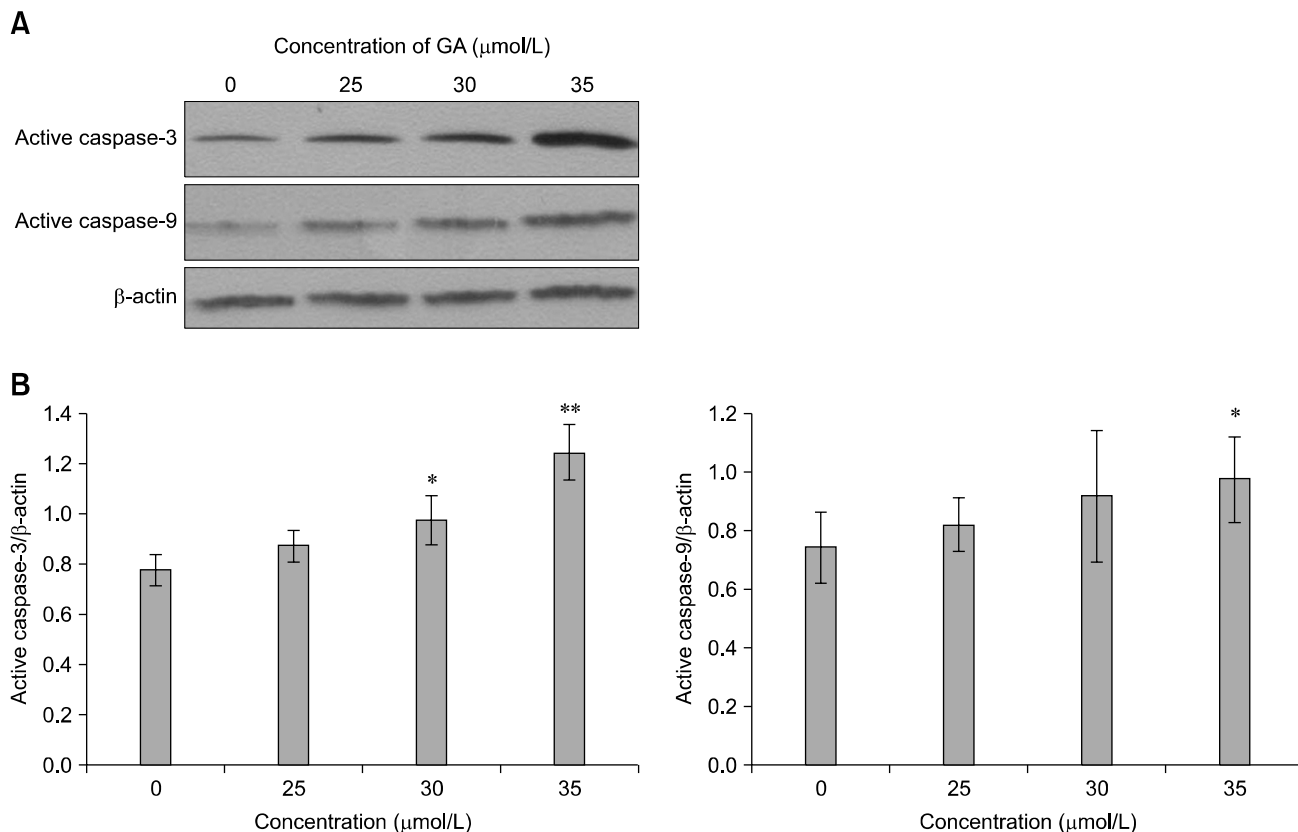 A
Concentration of GA (μmol/L)
0 25 30 35
Active caspase-3
Active caspase-9
β-actin
B
Active caspase-3/β-actin
1.4
1.2
1.0
0.8
0.6
0.4
0.2
0.0
*
**
0 25 30 35
Concentration (μmol/L)
Active caspase-9/β-actin
1.2
1.0
0.8
0.6
0.4
0.2
0.0
*
0 25 30 35
Concentration (μmol/L)